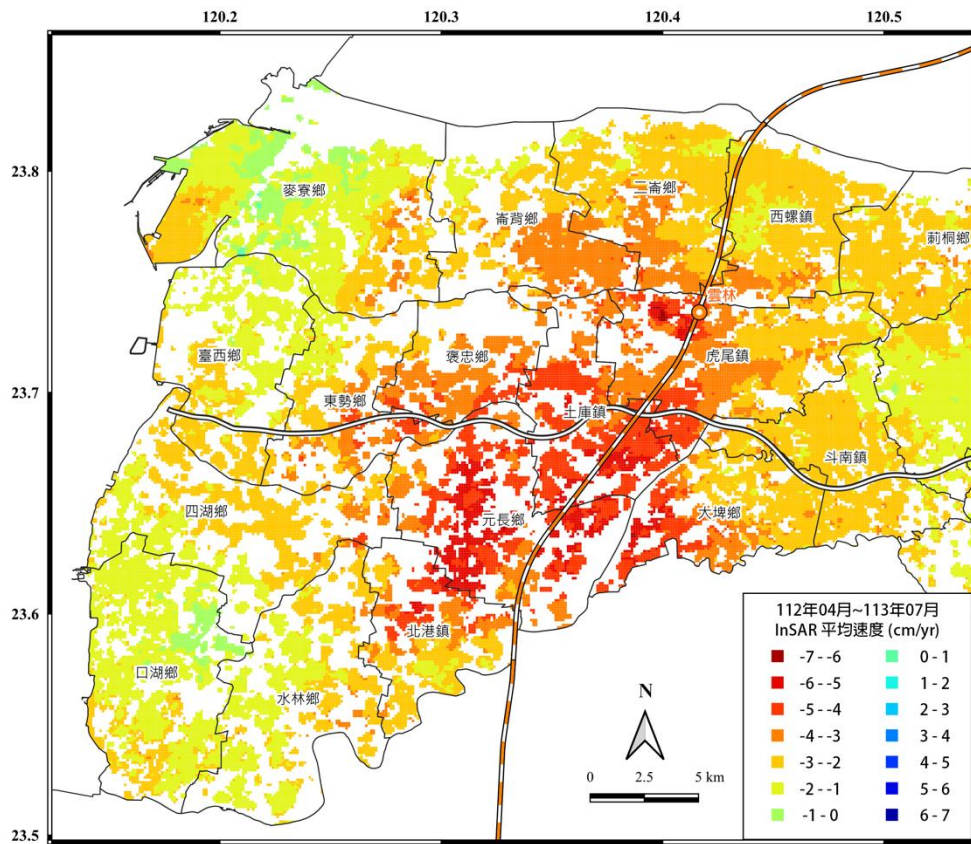 120.2 120.3 120.4 120.5
23.8
23.7
23.6
23.5
麥寮鄉
崙背鄉
二崙鄉
西螺鎮
莿桐鄉
雲林
臺西鄉
褒忠鄉
虎尾鎮
東勢鄉
土庫鎮
斗南鎮
四湖鄉
元長鄉
大埤鄉
北港鎮
口湖鄉
水林鄉
N
0 2.5 5 km
112年04月~113年07月
InSAR 平均速度 (cm/yr)
-7 - -6 0 - 1
-6 - -5 1 - 2
-5 - -4 2 - 3
-4 - -3 3 - 4
-3 - -2 4 - 5
-2 - -1 5 - 6
-1 - 0 6 - 7